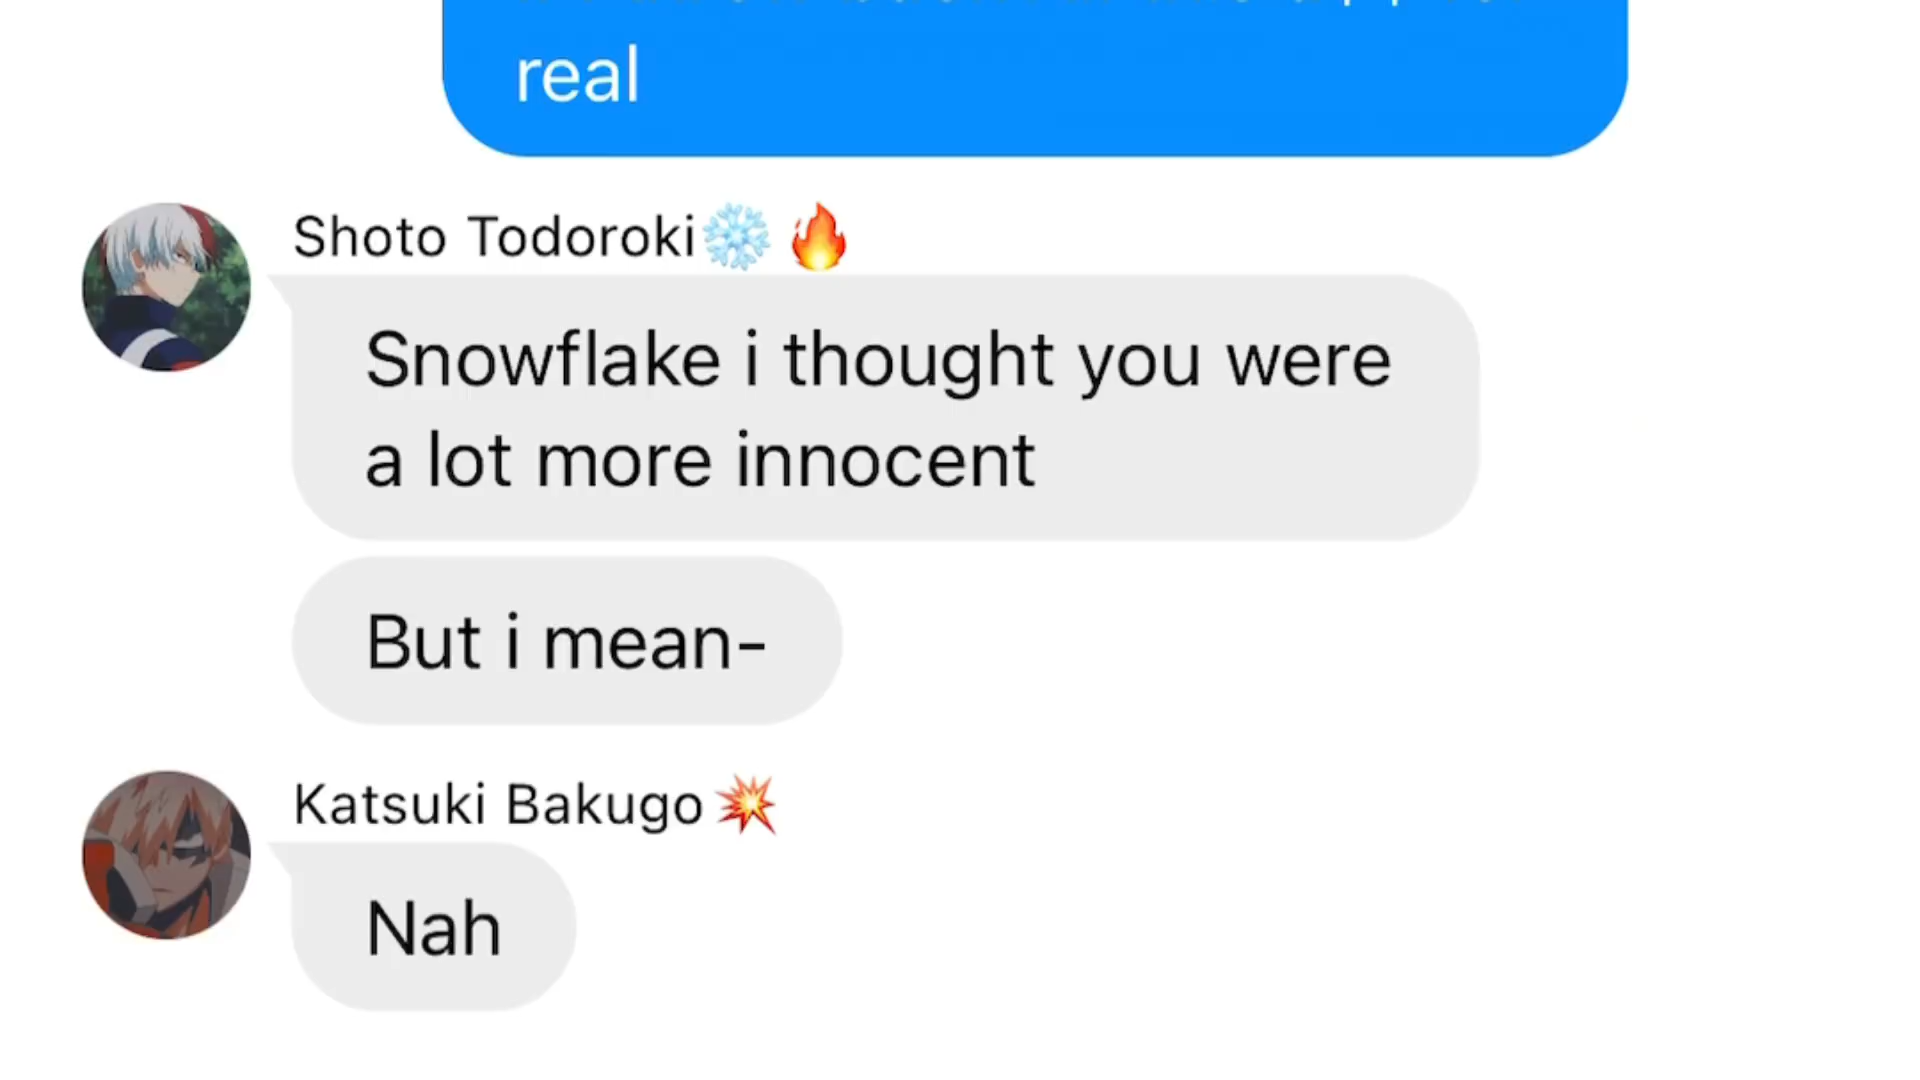 real
Shoto Todoroki❄️🔥
Snowflake i thought you were
a lot more innocent
But i mean-
Katsuki Bakugo💥
Nah